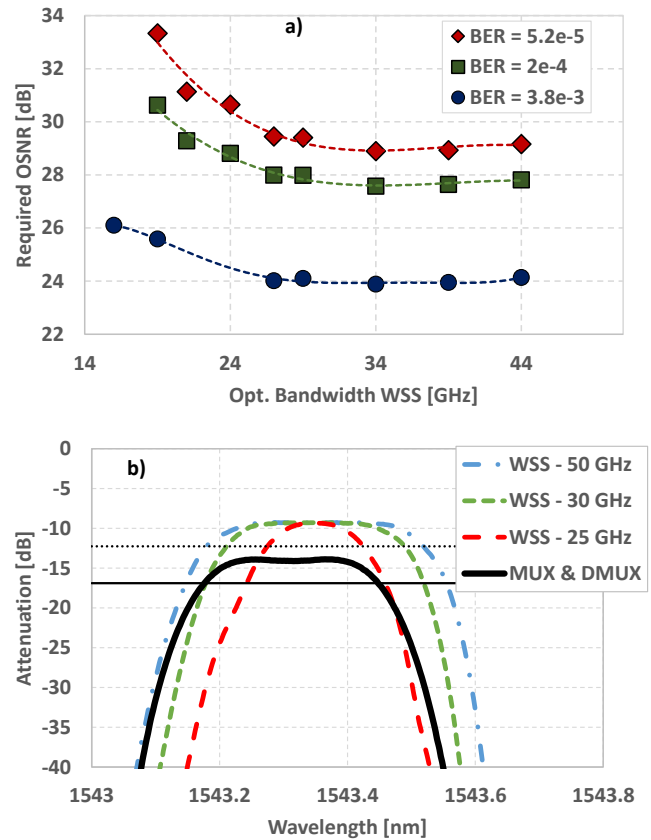 a)
BER = 5.2e-5
BER = 2e-4
BER = 3.8e-3
Required OSNR [dB]
34
32
30
28
26
24
22
14 24 34 44
Opt. Bandwidth WSS [GHz]
b)
WSS - 50 GHz
WSS - 30 GHz
WSS - 25 GHz
MUX & DMUX
Attenuation [dB]
0
-5
-10
-15
-20
-25
-30
-35
-40
1543 1543.2 1543.4 1543.6 1543.8
Wavelength [nm]